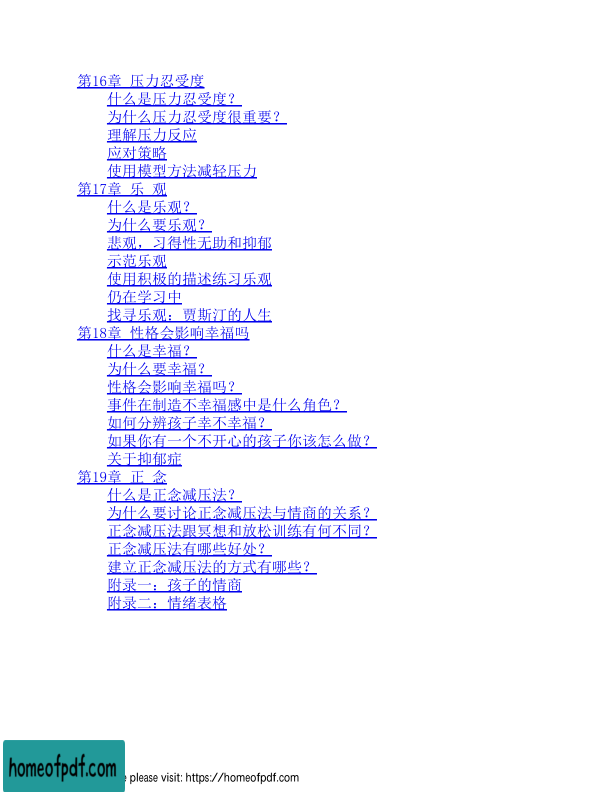 第16章 压力忍受度
什么是压力忍受度？
为什么压力忍受度很重要？
理解压力反应
应对策略
使用模型方法减轻压力
第17章 乐 观
什么是乐观？
为什么要乐观？
悲观，习得性无助和抑郁
示范乐观
使用积极的描述练习乐观
仍在学习中
找寻乐观：贾斯汀的人生
第18章 性格会影响幸福吗
什么是幸福？
为什么要幸福？
性格会影响幸福吗？
事件在制造不幸福感中是什么角色？
如何分辨孩子幸不幸福？
如果你有一个不开心的孩子你该怎么做？
关于抑郁症
第19章 正 念
什么是正念减压法？
为什么要讨论正念减压法与情商的关系？
正念减压法跟冥想和放松训练有何不同？
正念减压法有哪些好处？
建立正念减压法的方式有哪些？
附录一：孩子的情商
附录二：情绪表格
homeofpdf.com
please visit: https://homeofpdf.com